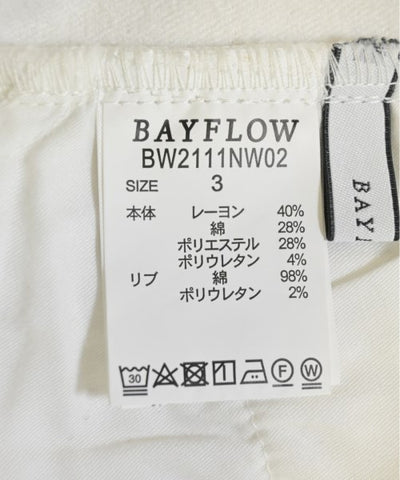 BAYFLOW
BW2111NW02
SIZE 3
本体 レーヨン 40%
綿 28%
ポリエステル 28%
ポリウレタン 4%
リブ 綿 98%
ポリウレタン 2%
30 F W
BAYF